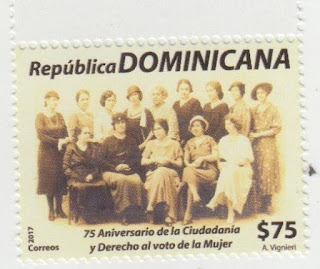 República DOMINICANA
75 Aniversario de la Ciudadanía
y Derecho al voto de la Mujer
$75
A. Vignieri
2017
Correos